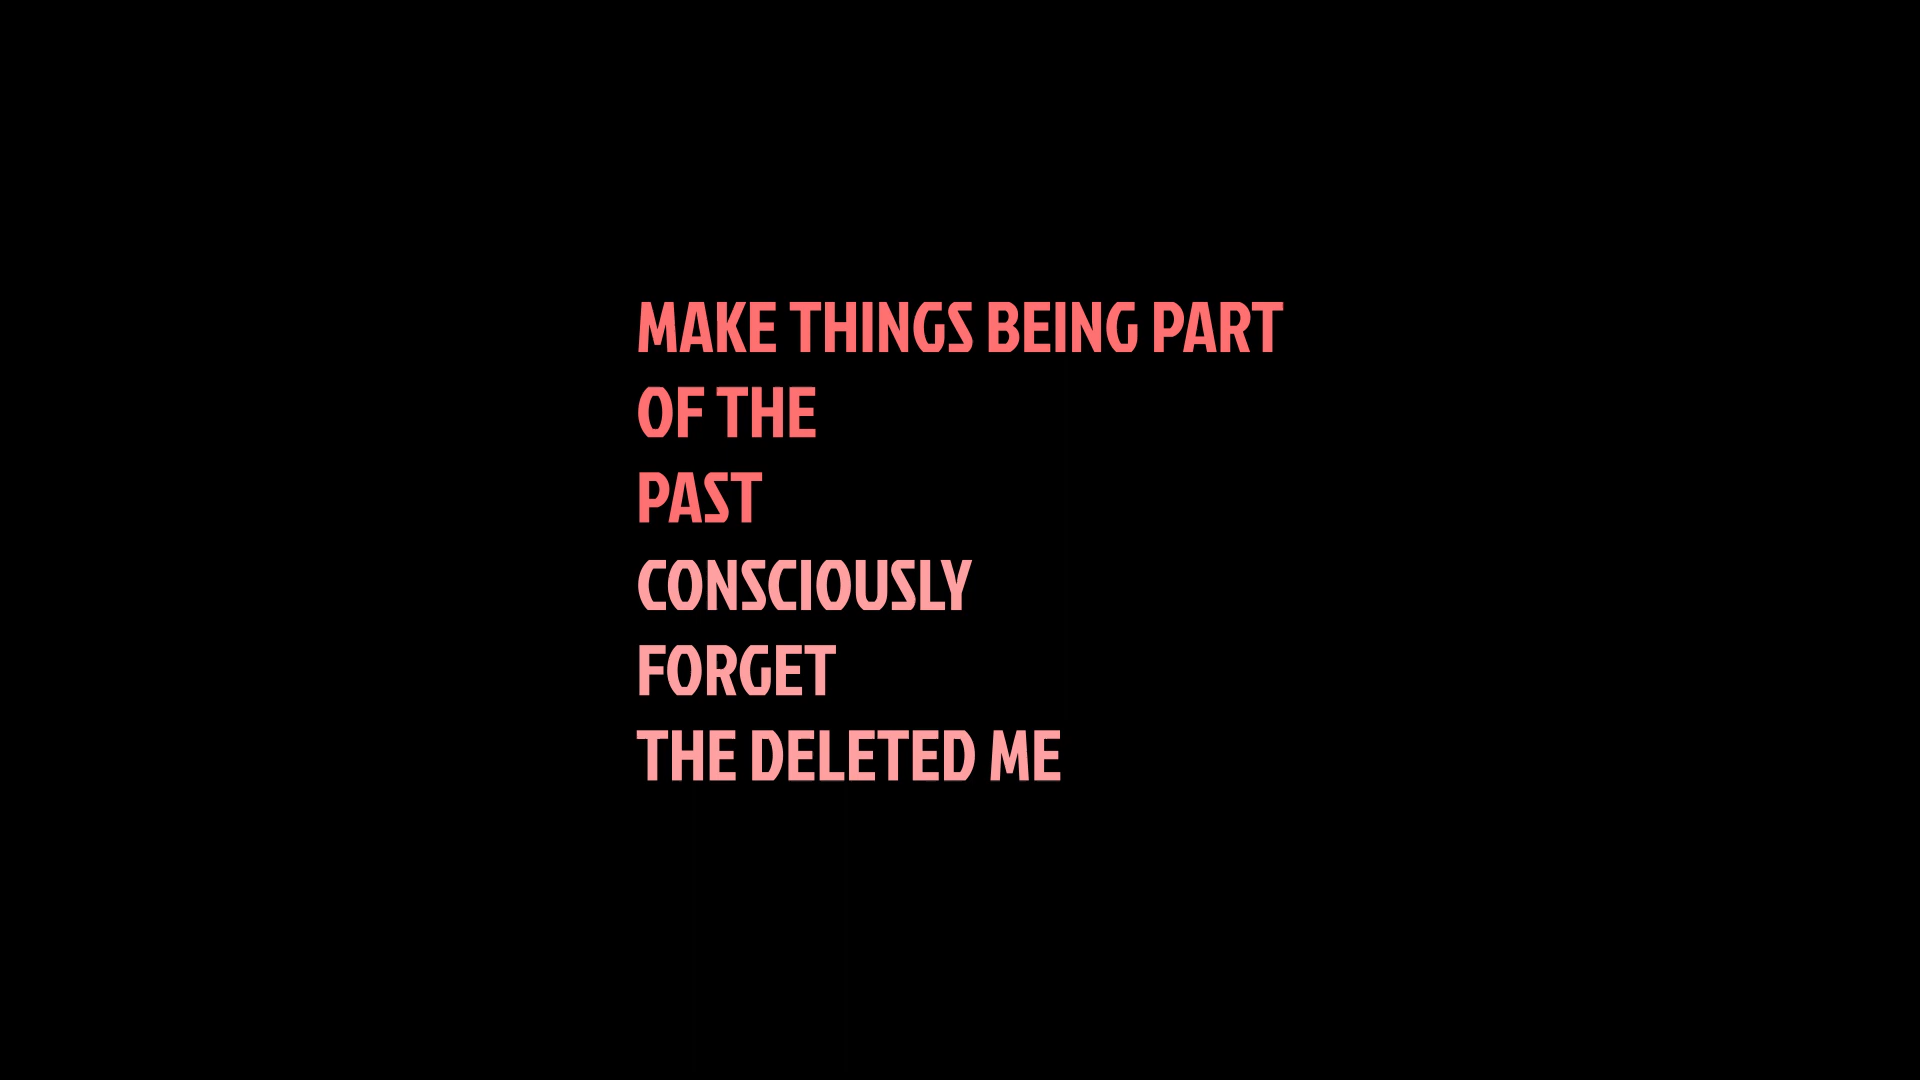 MAKE THINGS BEING PART
OF THE
PAST
CONSCIOUSLY
FORGET
THE DELETED ME